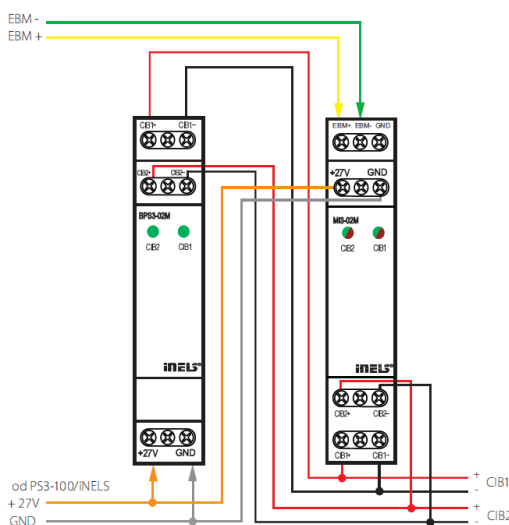 EBM -
EBM +
CIB1+ CIB1-
EBM+ EBM- GND
CIB2+ CIB2-
+27V GND
BPS3-02M
MI3-02M
CIB2 CIB1
CIB2 CIB1
iNELS®
iNELS®
CIB2+ CIB2-
+27V GND
CIB1+ CIB1-
od PS3-100/iNELS
+ 27V
GND
+ CIB1
-
+ CIB2
-